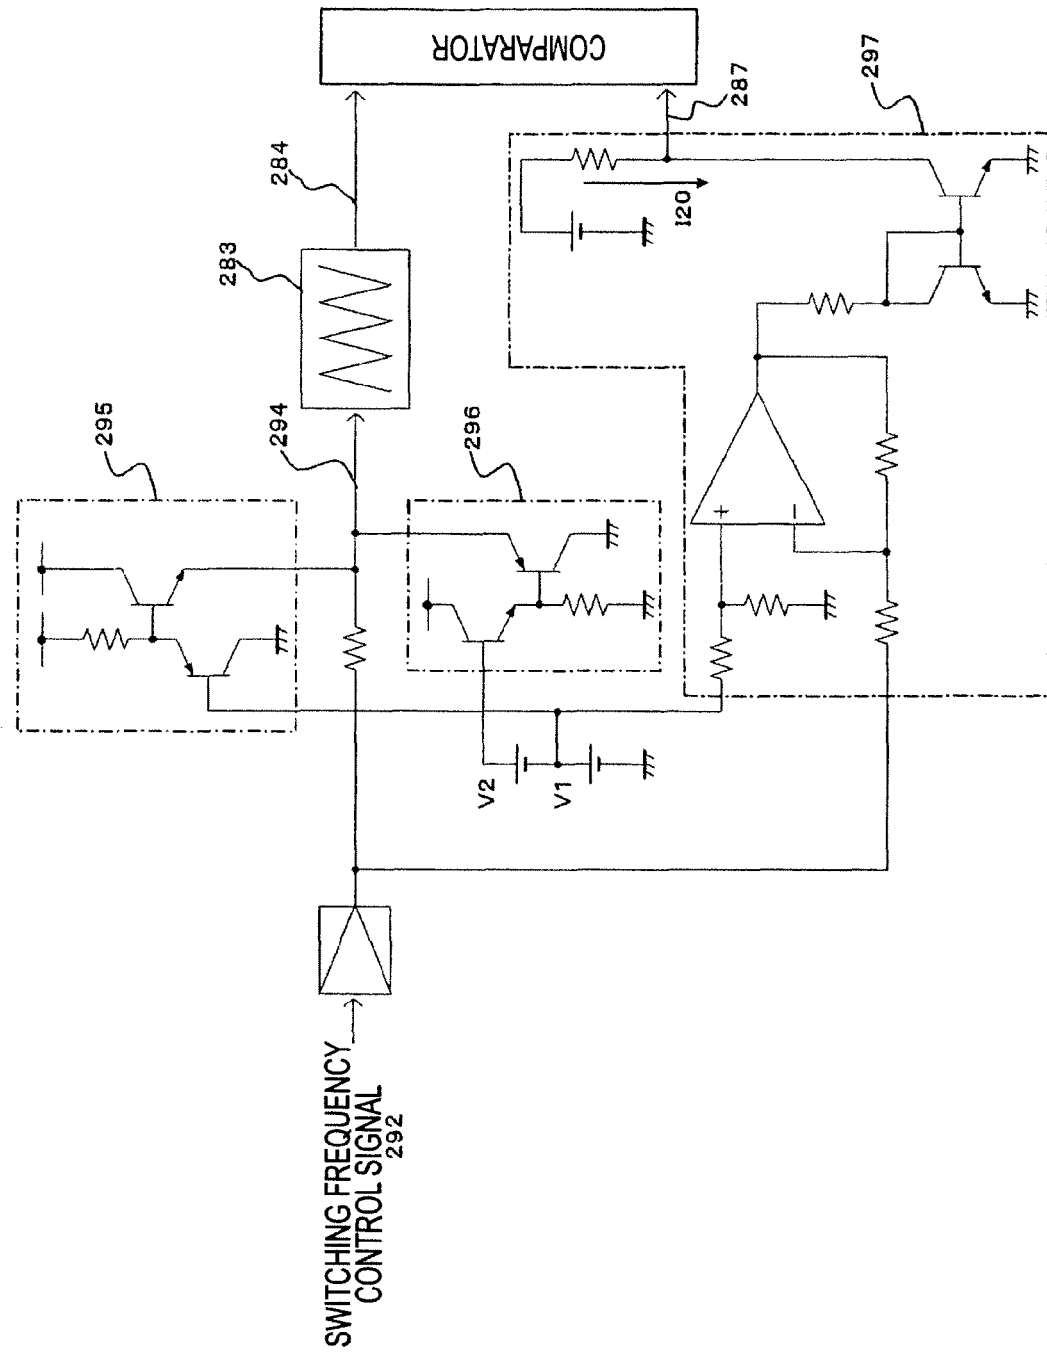 COMPARATOR
297
287
284
I20
283
295
294
296
+
−
V2
V1
SWITCHING FREQUENCY
CONTROL SIGNAL
292